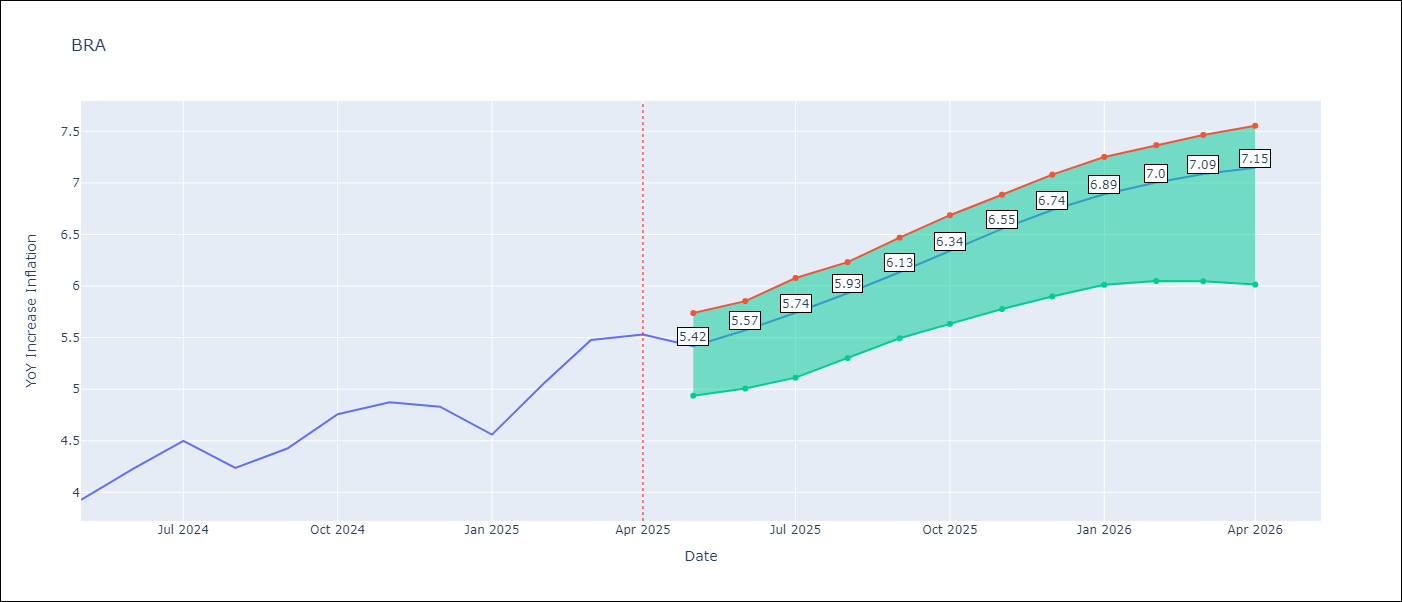 BRA
YoY Increase Inflation
7.5
7
6.5
6
5.5
5
4.5
4
5.42
5.57
5.74
5.93
6.13
6.34
6.55
6.74
6.89
7.0
7.09
7.15
Jul 2024
Oct 2024
Jan 2025
Apr 2025
Jul 2025
Oct 2025
Jan 2026
Apr 2026
Date